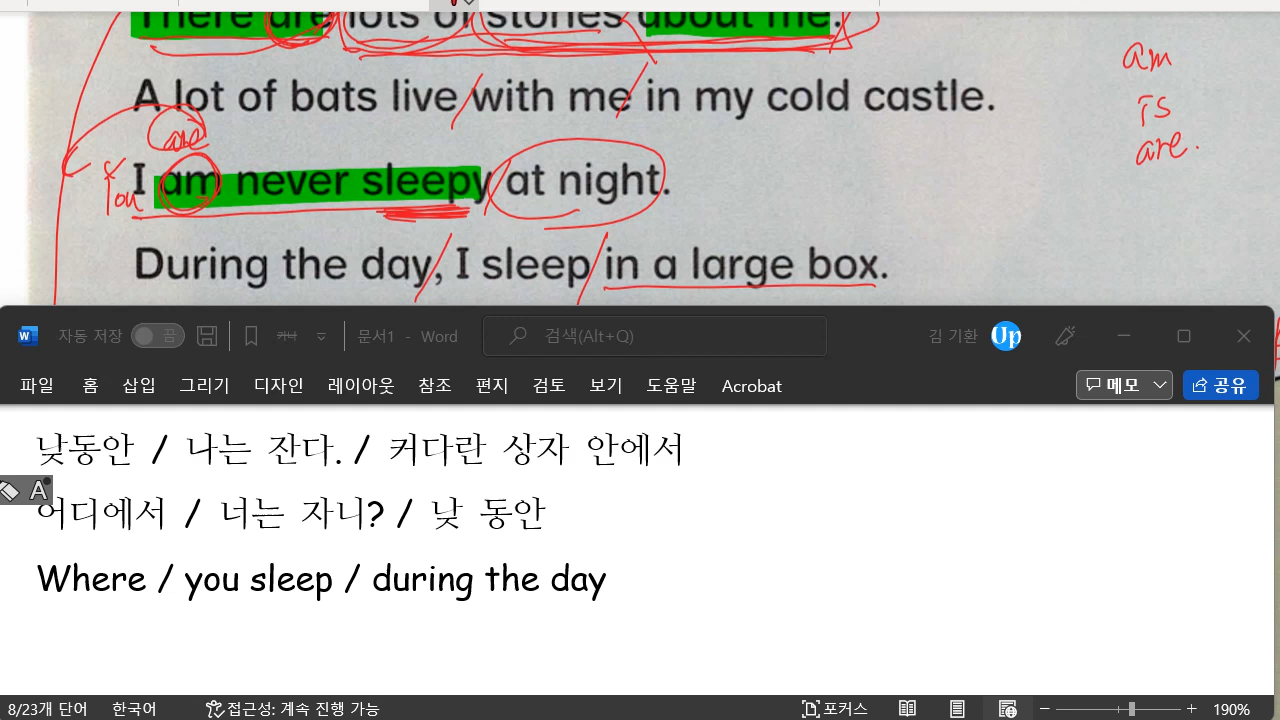 There are lots of stories about me.
am
A lot of bats live / with me / in my cold castle.
is
are
are.
I am never sleepy / at night.
You
During the day, / I sleep / in a large box.
자동 저장 끔 가나 문서1 - Word 검색(Alt+Q) 김 기환 Up
파일 홈 삽입 그리기 디자인 레이아웃 참조 편지 검토 보기 도움말 Acrobat 메모 공유
낮동안 / 나는 잔다. / 커다란 상자 안에서
A
어디에서 / 너는 자니? / 낮 동안
Where / you sleep / during the day
8/23개 단어 한국어 접근성: 계속 진행 가능 포커스 190%